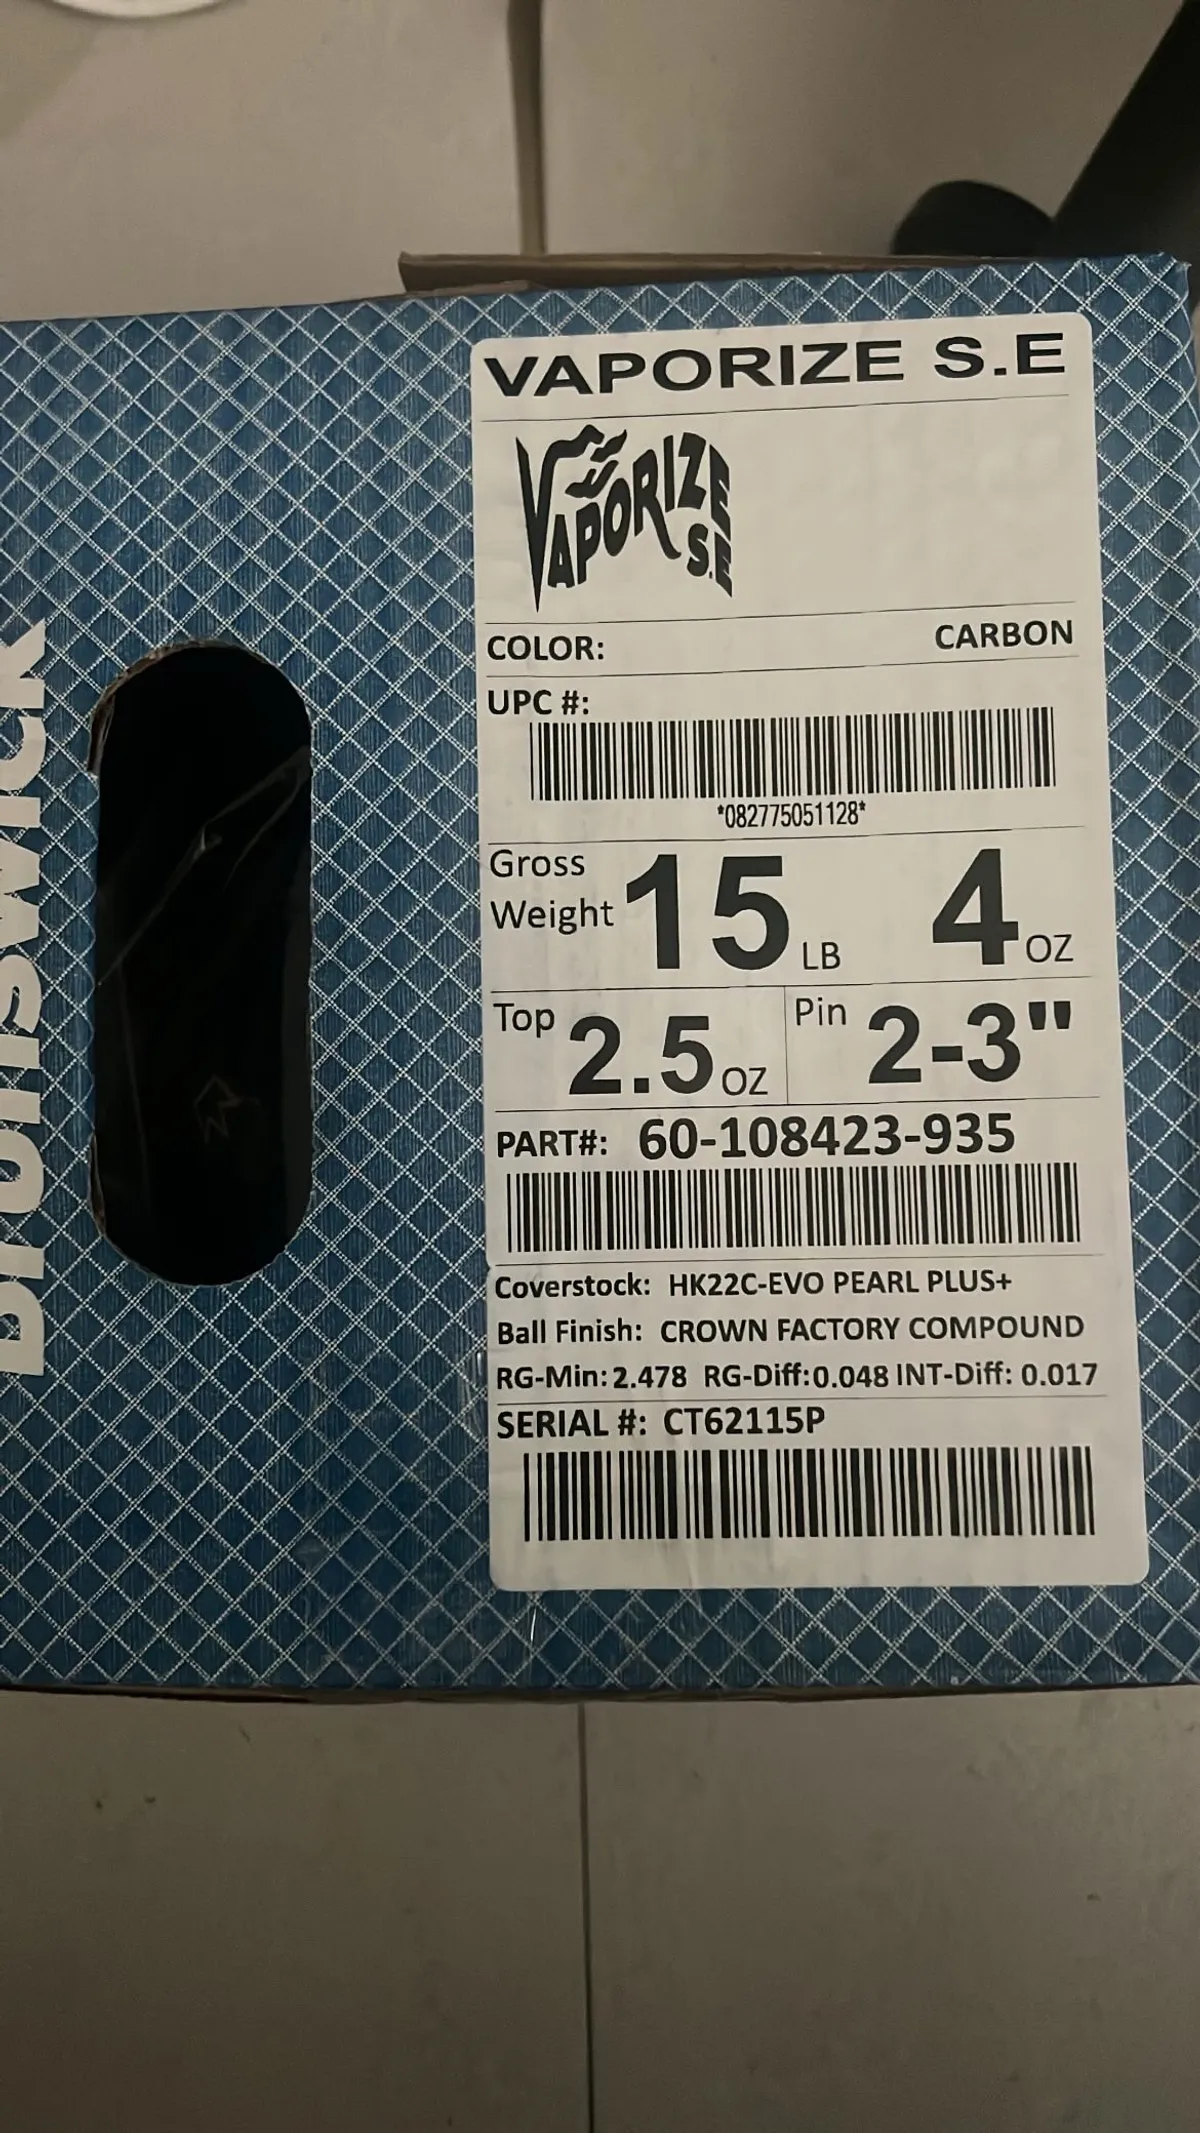 VAPORIZE S.E
VAPORIZE S.E
COLOR: CARBON
UPC #:
*082775051128*
Gross Weight 15 LB 4 OZ
Top 2.5 OZ Pin 2-3"
PART#: 60-108423-935
Coverstock: HK22C-EVO PEARL PLUS+
Ball Finish: CROWN FACTORY COMPOUND
RG-Min: 2.478 RG-Diff: 0.048 INT-Diff: 0.017
SERIAL #: CT62115P
Brunswick